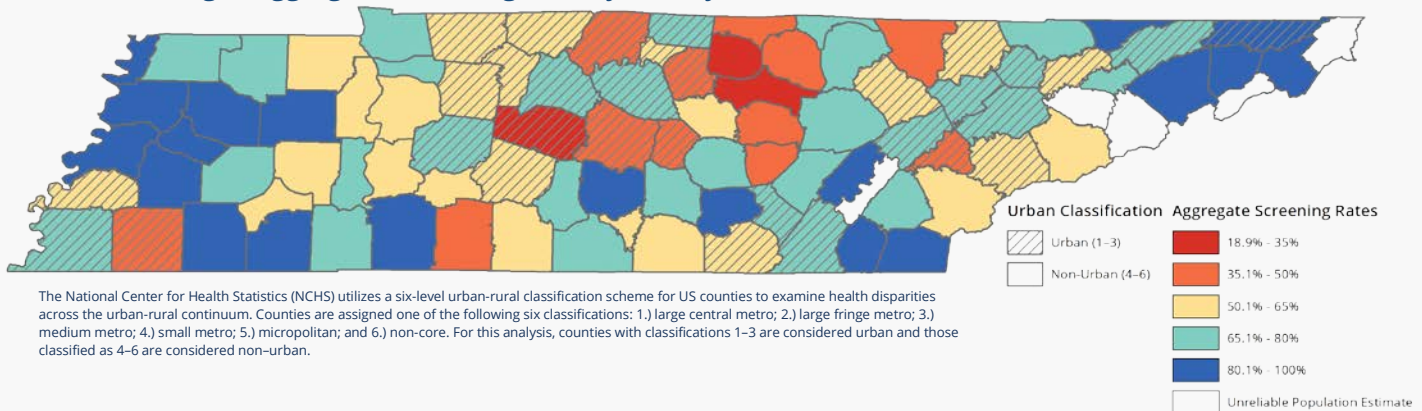 The National Center for Health Statistics (NCHS) utilizes a six-level urban-rural classification scheme for US counties to examine health disparities
across the urban-rural continuum. Counties are assigned one of the following six classifications: 1.) large central metro; 2.) large fringe metro; 3.)
medium metro; 4.) small metro; 5.) micropolitan; and 6.) non-core. For this analysis, counties with classifications 1–3 are considered urban and those
classified as 4–6 are considered non–urban.
Urban Classification
Urban (1–3)
Non-Urban (4–6)
Aggregate Screening Rates
18.9% - 35%
35.1% - 50%
50.1% - 65%
65.1% - 80%
80.1% - 100%
Unreliable Population Estimate